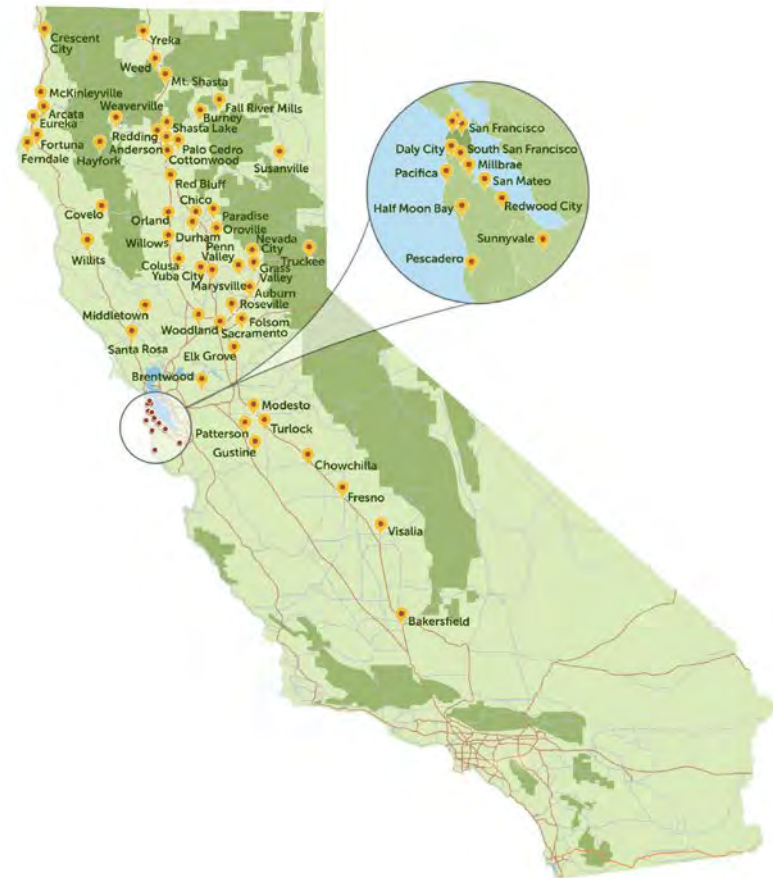 Crescent
City
Yreka
Weed
Mt. Shasta
McKinleyville
Weaverville
Fall River Mills
Arcata
Burney
Eureka
Shasta Lake
Redding
Fortuna
Anderson
Palo Cedro
Ferndale
Hayfork
Cottonwood
Susanville
Red Bluff
Chico
Covelo
Orland
Paradise
Oroville
Willows
Durham
Nevada
City
Willits
Penn
Valley
Truckee
Colusa
Grass
Valley
Yuba City
Marysville
Auburn
Middletown
Roseville
Woodland
Folsom
Sacramento
Santa Rosa
Elk Grove
Brentwood
Modesto
Patterson
Turlock
Gustine
Chowchilla
Fresno
Visalia
Bakersfield
San Francisco
Daly City
South San Francisco
Millbrae
Pacifica
San Mateo
Half Moon Bay
Redwood City
Sunnyvale
Pescadero